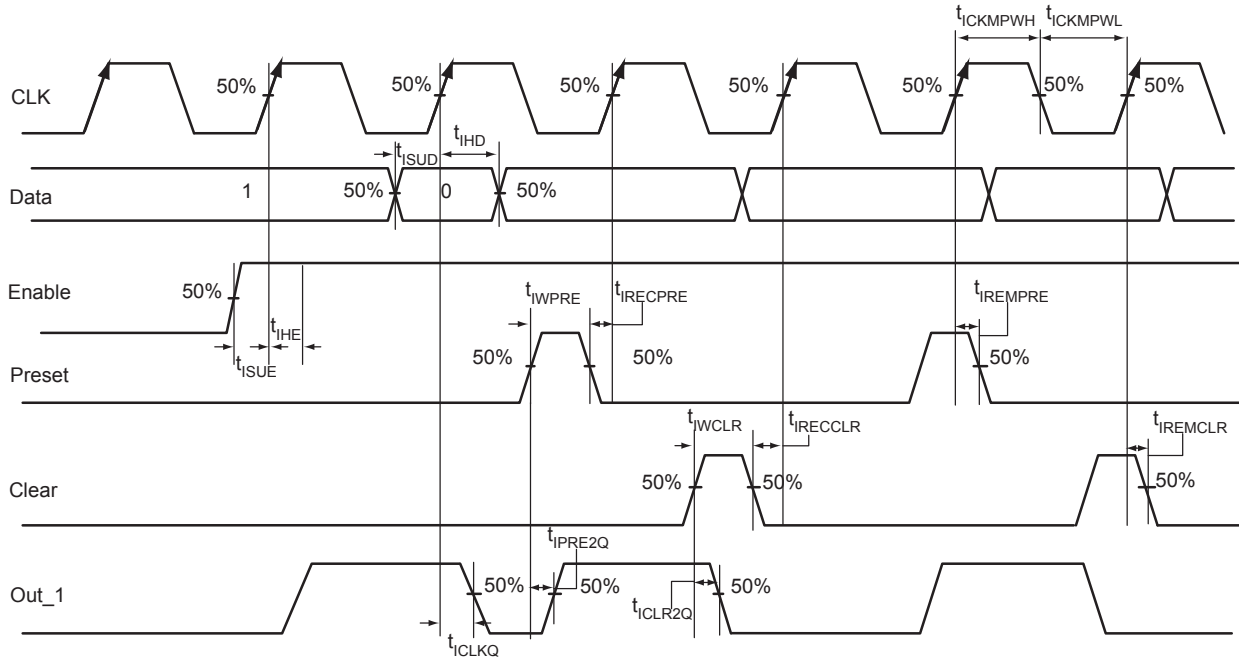 tICKMPWH tICKMPWL
CLK 50% 50% 50% 50% 50% 50% 50%
tISUD tIHD
Data 1 50% 0 50%
Enable 50% tISUE tIHE
tIWPRE tIRECPRE tIREMPRE
Preset 50% 50% 50%
tIWCLR tIRECCLR tIREMCLR
Clear 50% 50% 50%
tIPRE2Q
Out_1 50% 50% tICLR2Q 50%
tICLKQ